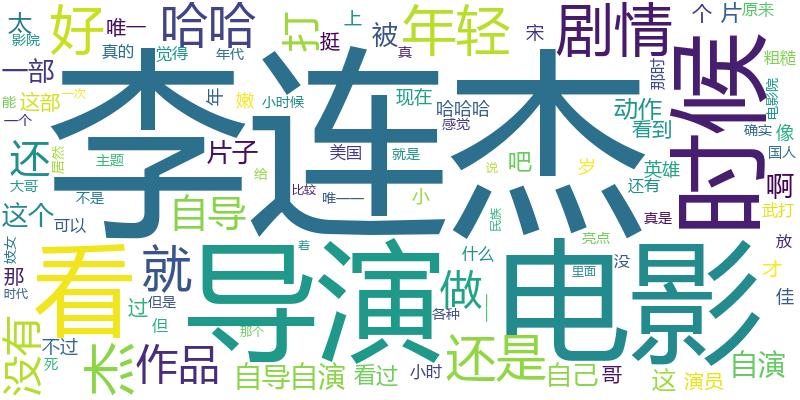 太
影院
好
唯一
哈哈
打
挺
上
被
年轻
宋
剧情
个
片
原来
一部
真的
觉得
年代
真
那时
粗糙
能
这部
一次
年
嫩
小时候
现在
哈哈哈
感觉
动作
看到
时候
电影院
一个
李连杰
确实
像
还
居然
主题
片子
美国
就是
吧
岁
英雄
国人
大哥
给
比较
说
还有
啊
这个
可以
不是
自导
唯一一
小
民族
真是
武打
妓女
那
时代
看
就
导演
着
什么
亮点
电影
没
放
才
里面
过
但是
做
佳
没有
不过
但
那个
各种
一
死
杰
作品
自导自演
看过
小时
还是
自己
哥
这
演员
自演